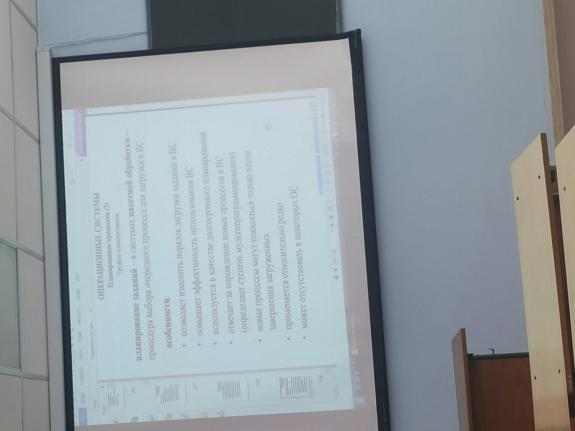 ОПЕРАЦИОННЫЕ СИСТЕМЫ
Планирование процессов (3)
Уровни планирования
планирование заданий – в системах пакетной обработки –
процедура выбора очередного процесса для загрузки в ВС
особенности:
• позволяет изменить порядок загрузки заданий в ВС
• повышает эффективность использования ВС
• используется в качестве долгосрочного планирования
• отвечает за порождение новых процессов в ВС
(определяет степень мультипрограммирования)
• новые процессы могут появляться только после
завершения загруженных
• применяется относительно редко
• может отсутствовать в некоторых ОС